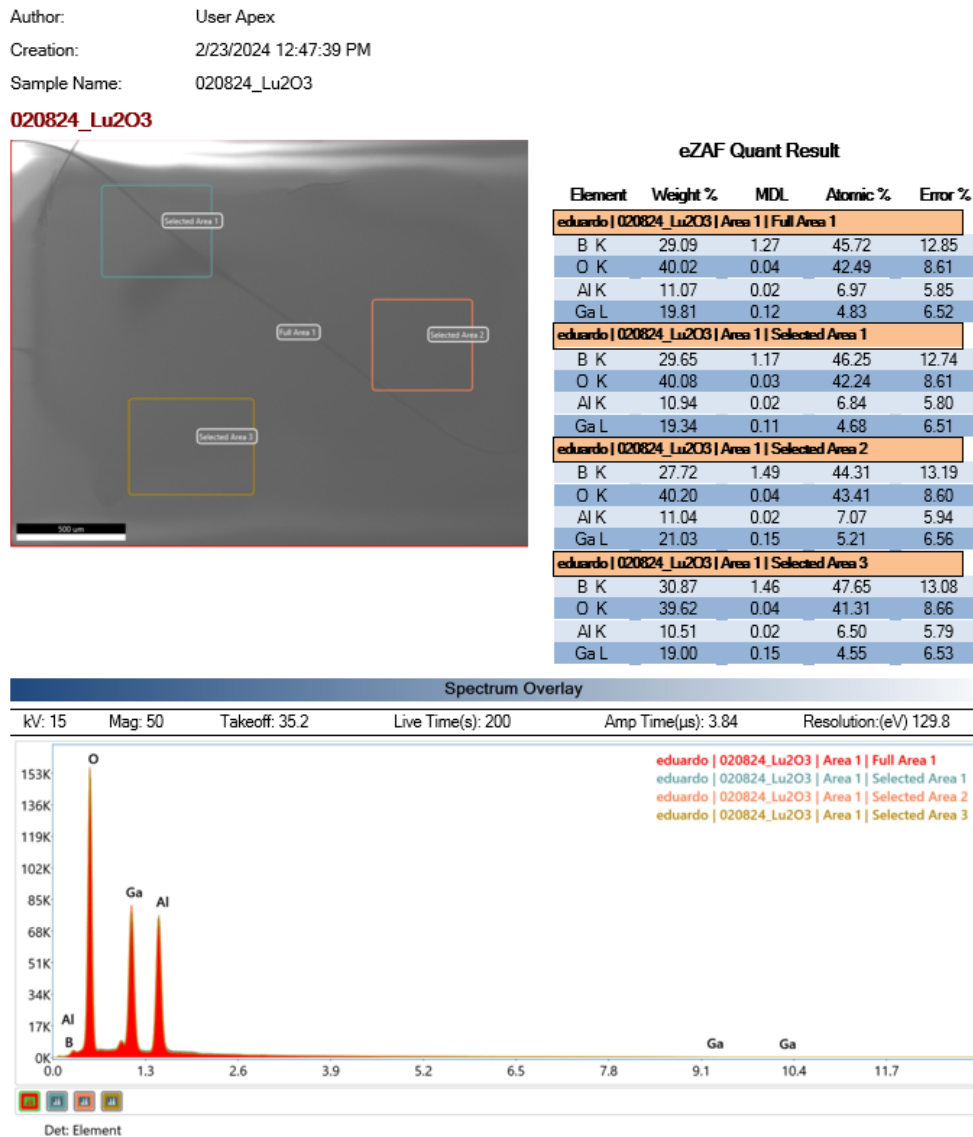 Author: User Apex
Creation: 2/23/2024 12:47:39 PM
Sample Name: 020824_Lu2O3
020824_Lu2O3
Selected Area 1
Full Area 1
Selected Area 2
Selected Area 3
500 um
eZAF Quant Result
Element Weight % MDL Atomic % Error %
eduardo | 020824_Lu2O3 | Area 1 | Full Area 1
B K 29.09 1.27 45.72 12.85
O K 40.02 0.04 42.49 8.61
Al K 11.07 0.02 6.97 5.85
Ga L 19.81 0.12 4.83 6.52
eduardo | 020824_Lu2O3 | Area 1 | Selected Area 1
B K 29.65 1.17 46.25 12.74
O K 40.08 0.03 42.24 8.61
Al K 10.94 0.02 6.84 5.80
Ga L 19.34 0.11 4.68 6.51
eduardo | 020824_Lu2O3 | Area 1 | Selected Area 2
B K 27.72 1.49 44.31 13.19
O K 40.20 0.04 43.41 8.60
Al K 11.04 0.02 7.07 5.94
Ga L 21.03 0.15 5.21 6.56
eduardo | 020824_Lu2O3 | Area 1 | Selected Area 3
B K 30.87 1.46 47.65 13.08
O K 39.62 0.04 41.31 8.66
Al K 10.51 0.02 6.50 5.79
Ga L 19.00 0.15 4.55 6.53
Spectrum Overlay
kV: 15 Mag: 50 Takeoff: 35.2 Live Time(s): 200 Amp Time(µs): 3.84 Resolution:(eV) 129.8
eduardo | 020824_Lu2O3 | Area 1 | Full Area 1
eduardo | 020824_Lu2O3 | Area 1 | Selected Area 1
eduardo | 020824_Lu2O3 | Area 1 | Selected Area 2
eduardo | 020824_Lu2O3 | Area 1 | Selected Area 3
153K
136K
119K
102K
85K
68K
51K
34K
17K
0K
O
Ga
Al
Al
B
Ga
Ga
0.0 1.3 2.6 3.9 5.2 6.5 7.8 9.1 10.4 11.7
Det: Element